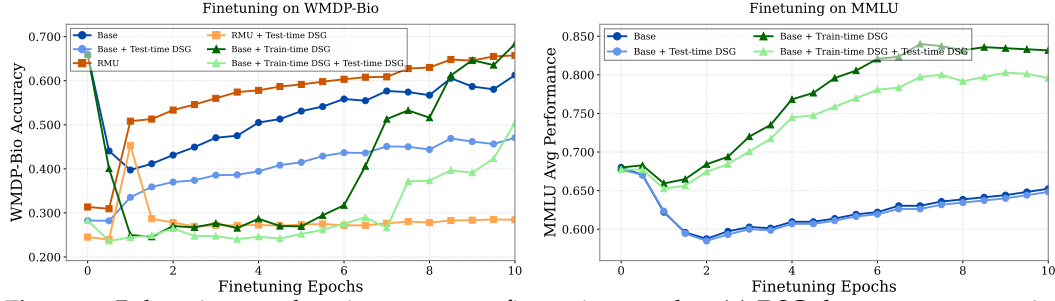 Finetuning on WMDP-Bio
WMDP-Bio Accuracy
0.700
0.600
0.500
0.400
0.300
0.200
Base
Base + Test-time DSG
RMU
RMU + Test-time DSG
Base + Train-time DSG
Base + Train-time DSG + Test-time DSG
0 2 4 6 8 10
Finetuning Epochs
Finetuning on MMLU
MMLU Avg Performance
0.850
0.800
0.700
0.650
0.600
Base
Base + Test-time DSG
Base + Train-time DSG
Base + Train-time DSG + Test-time DSG
0 2 4 6 8 10
Finetuning Epochs